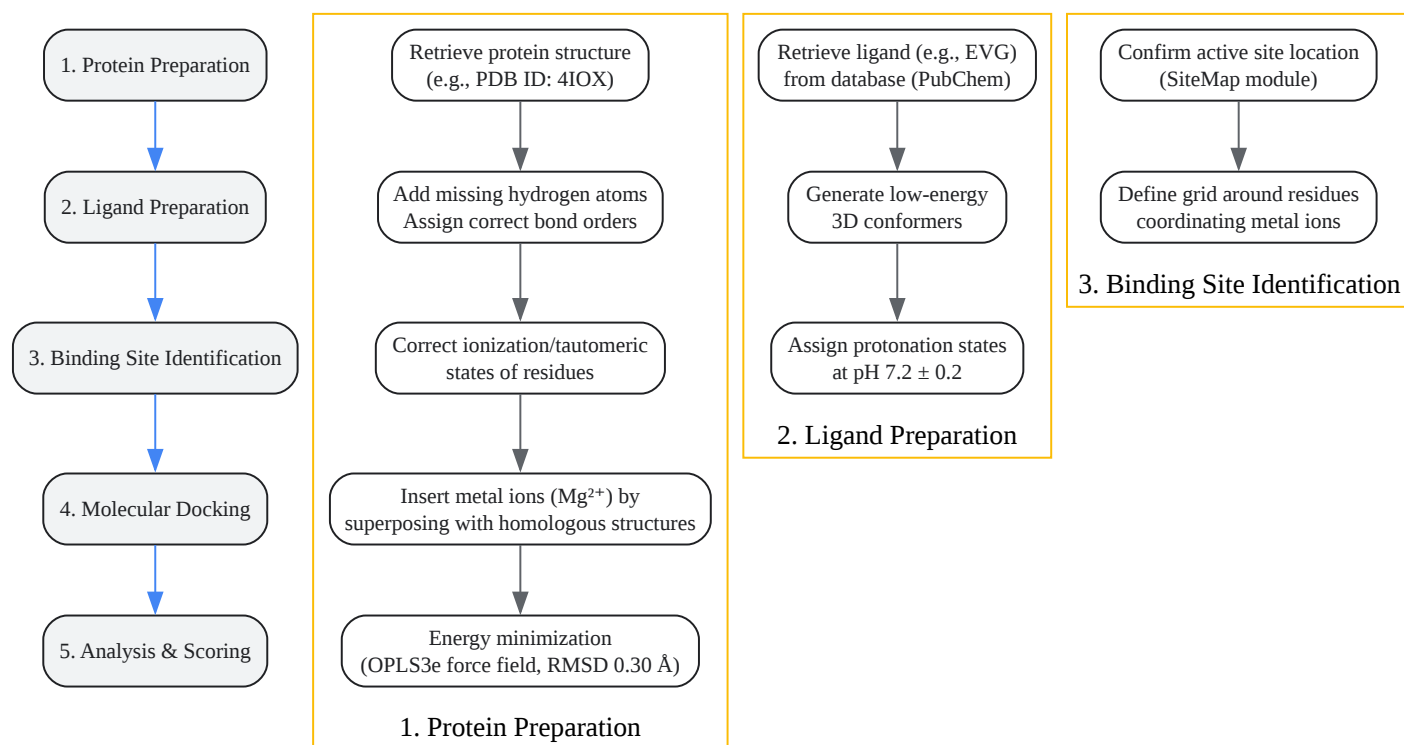 1. Protein Preparation
2. Ligand Preparation
3. Binding Site Identification
4. Molecular Docking
5. Analysis & Scoring
Retrieve protein structure
(e.g., PDB ID: 4IOX)
Add missing hydrogen atoms
Assign correct bond orders
Correct ionization/tautomeric
states of residues
Insert metal ions (Mg²⁺) by
superposing with homologous structures
Energy minimization
(OPLS3e force field, RMSD 0.30 Å)
1. Protein Preparation
Retrieve ligand (e.g., EVG)
from database (PubChem)
Generate low-energy
3D conformers
Assign protonation states
at pH 7.2 ± 0.2
2. Ligand Preparation
Confirm active site location
(SiteMap module)
Define grid around residues
coordinating metal ions
3. Binding Site Identification